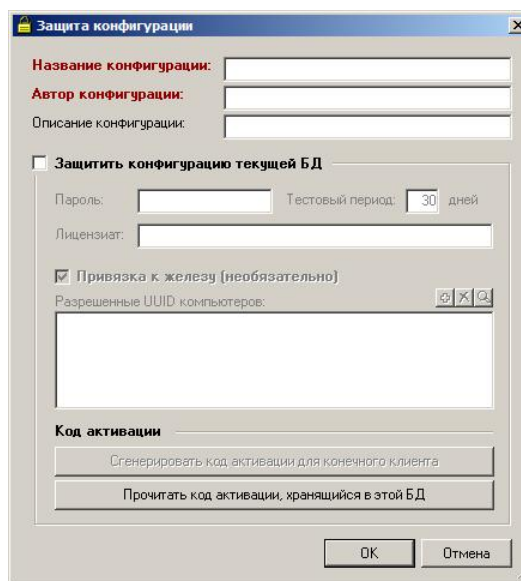 Защита конфигурации
Название конфигурации:
Автор конфигурации:
Описание конфигурации:
Защитить конфигурацию текущей БД
Пароль: Тестовый период: 30 дней
Лицензиат:
Привязка к железу (необязательно)
Разрешенные UUID компьютеров:
Код активации
Сгенерировать код активации для конечного клиента
Прочитать код активации, хранящийся в этой БД
OK Отмена